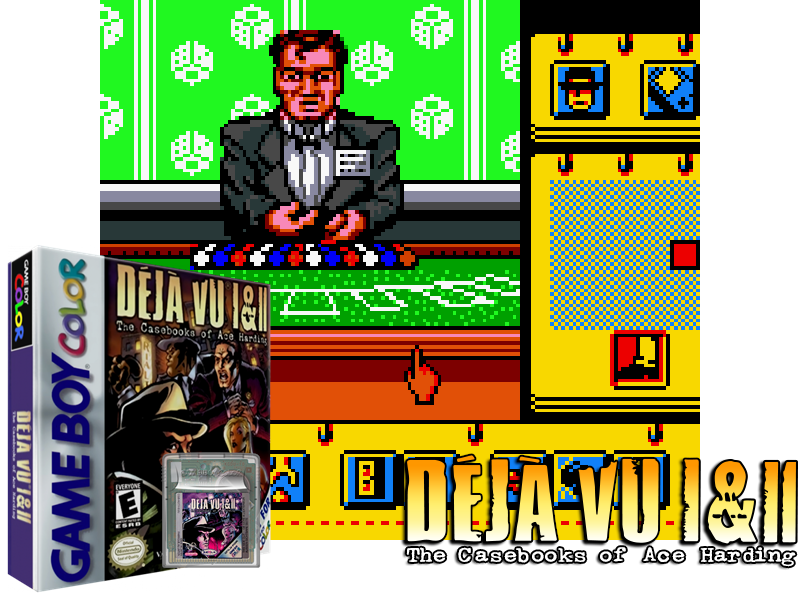 GAME BOY COLOR
GAME BOY COLOR
DÉJÀ VU I&II
The Casebooks of Ace Harding
DÉJÀ VU I&II
EVERYONE
E
ESRB
Nintendo
DÉJÀ VU I&II
DÉJÀ VU I&II
The Casebooks of Ace Harding